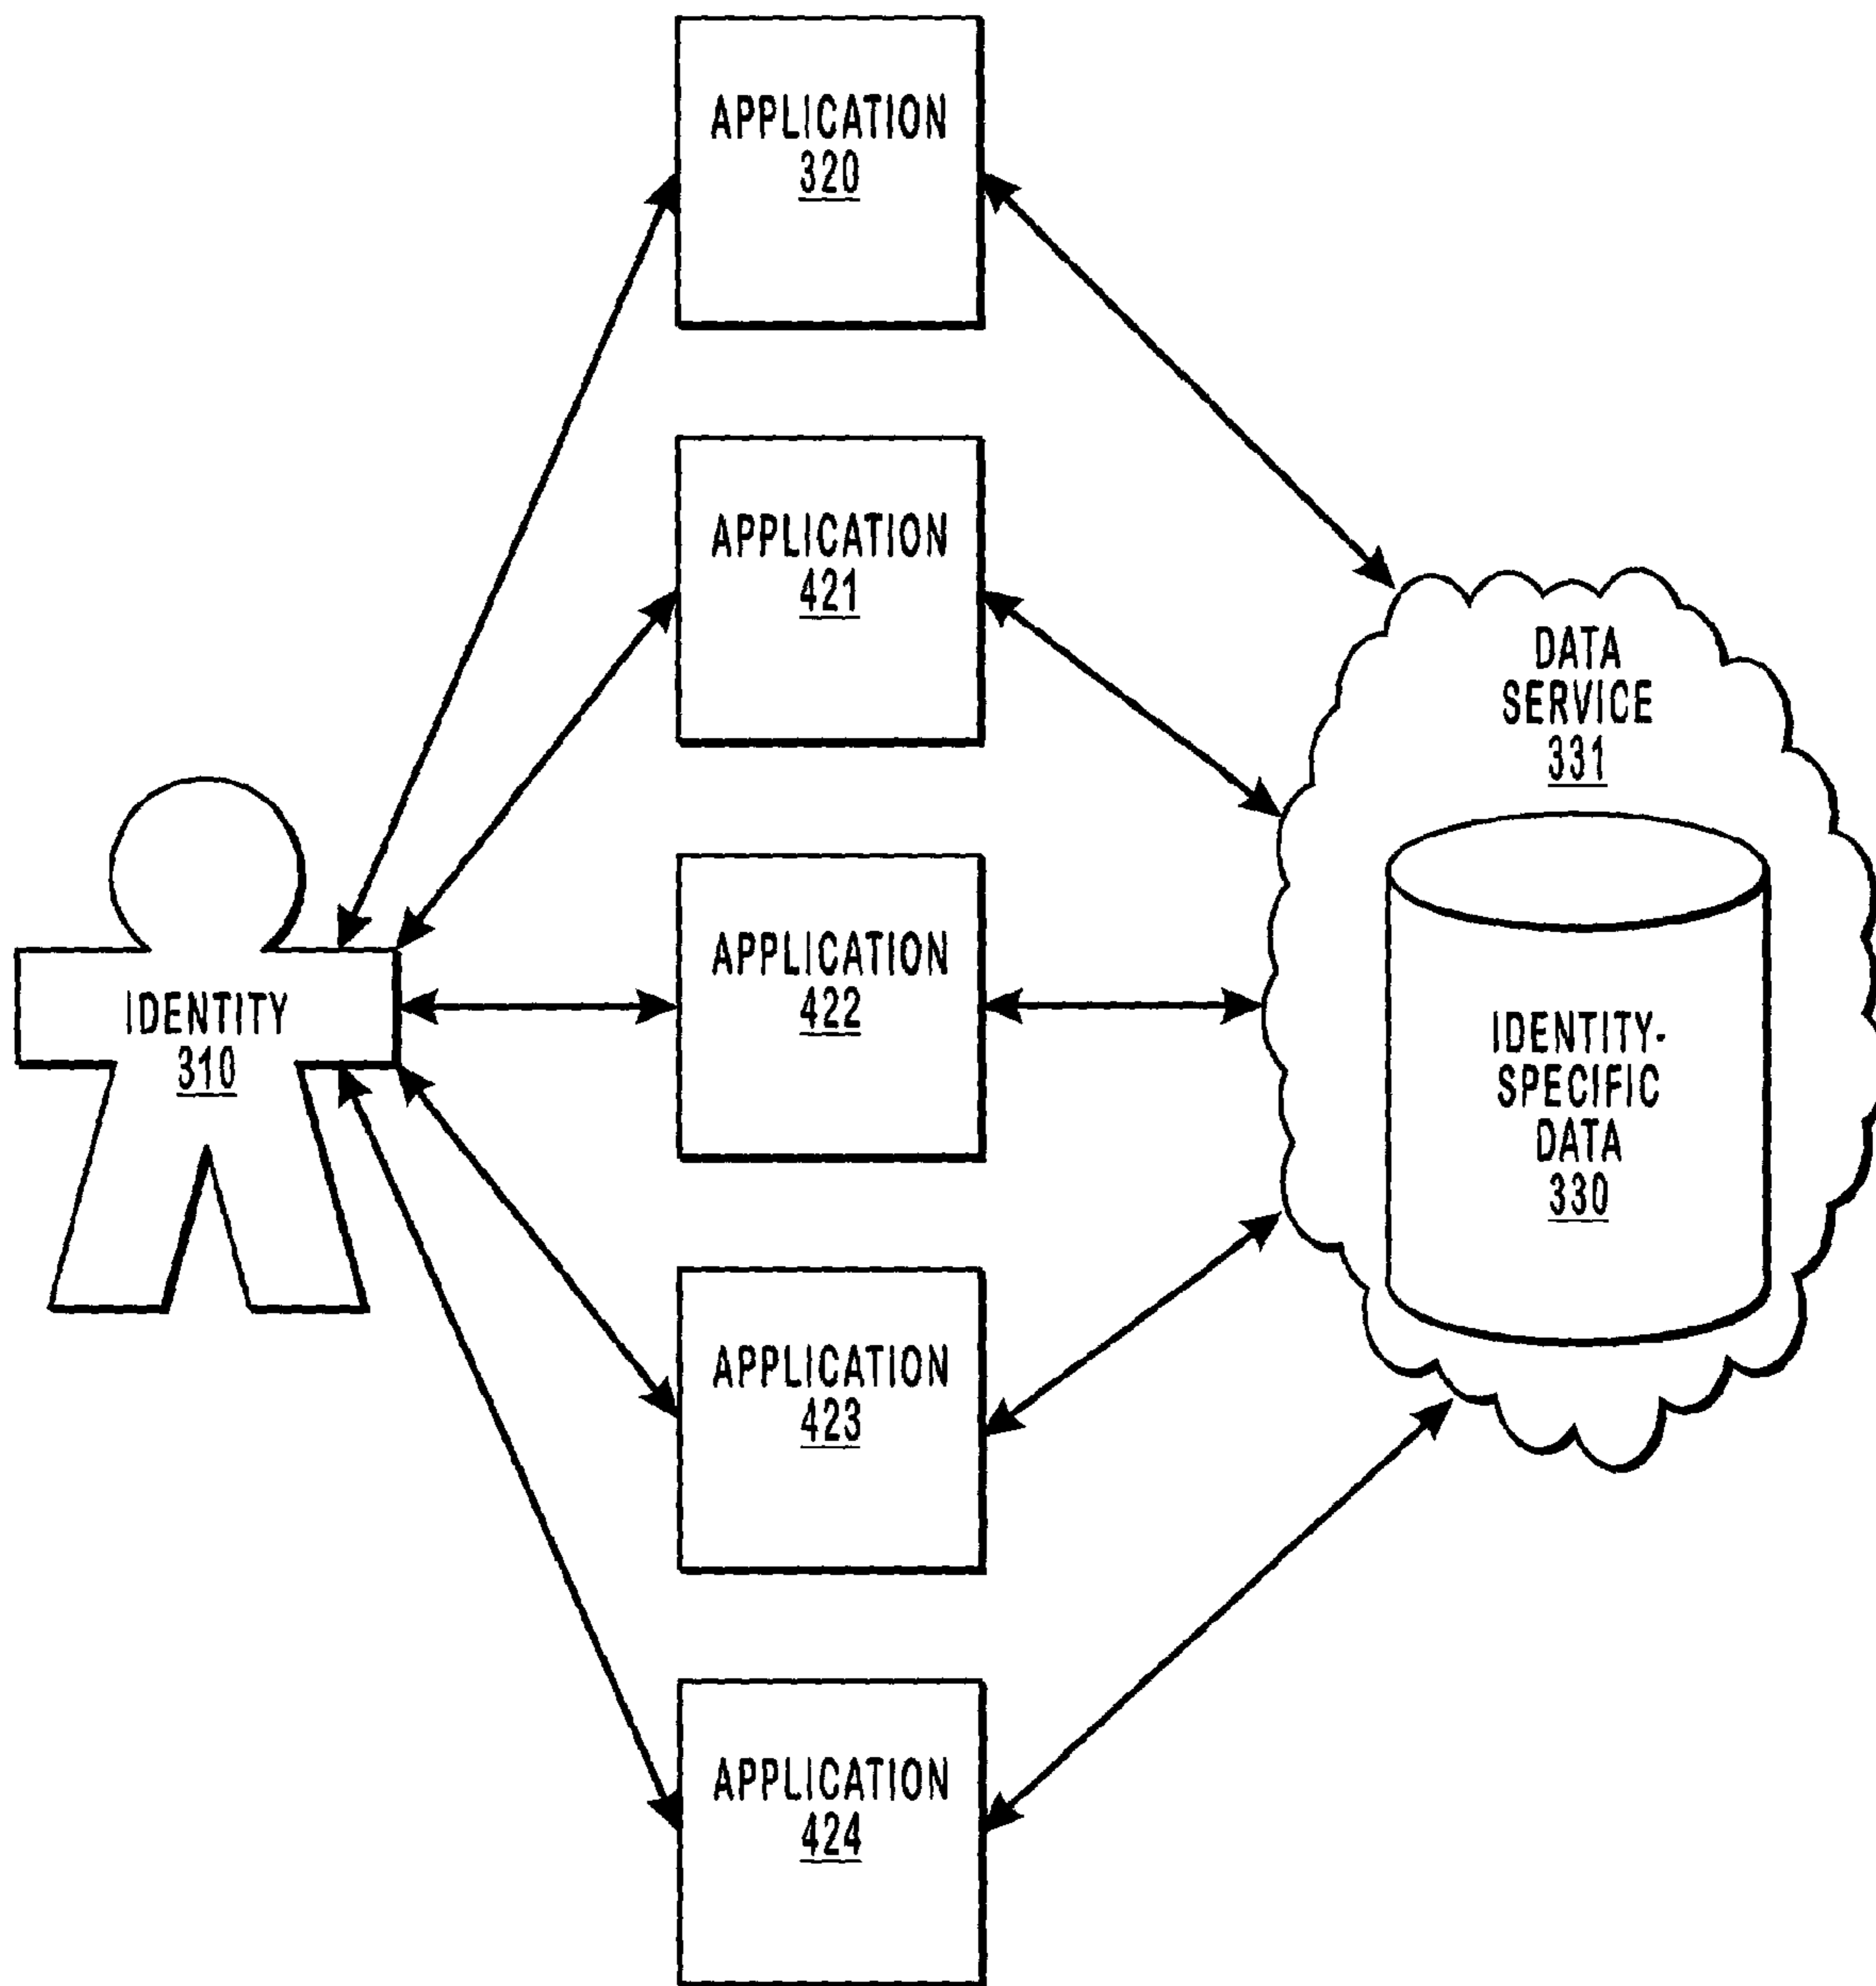 APPLICATION
320
APPLICATION
421
DATA
SERVICE
331
IDENTITY
310
APPLICATION
422
IDENTITY-
SPECIFIC
DATA
330
APPLICATION
423
APPLICATION
424